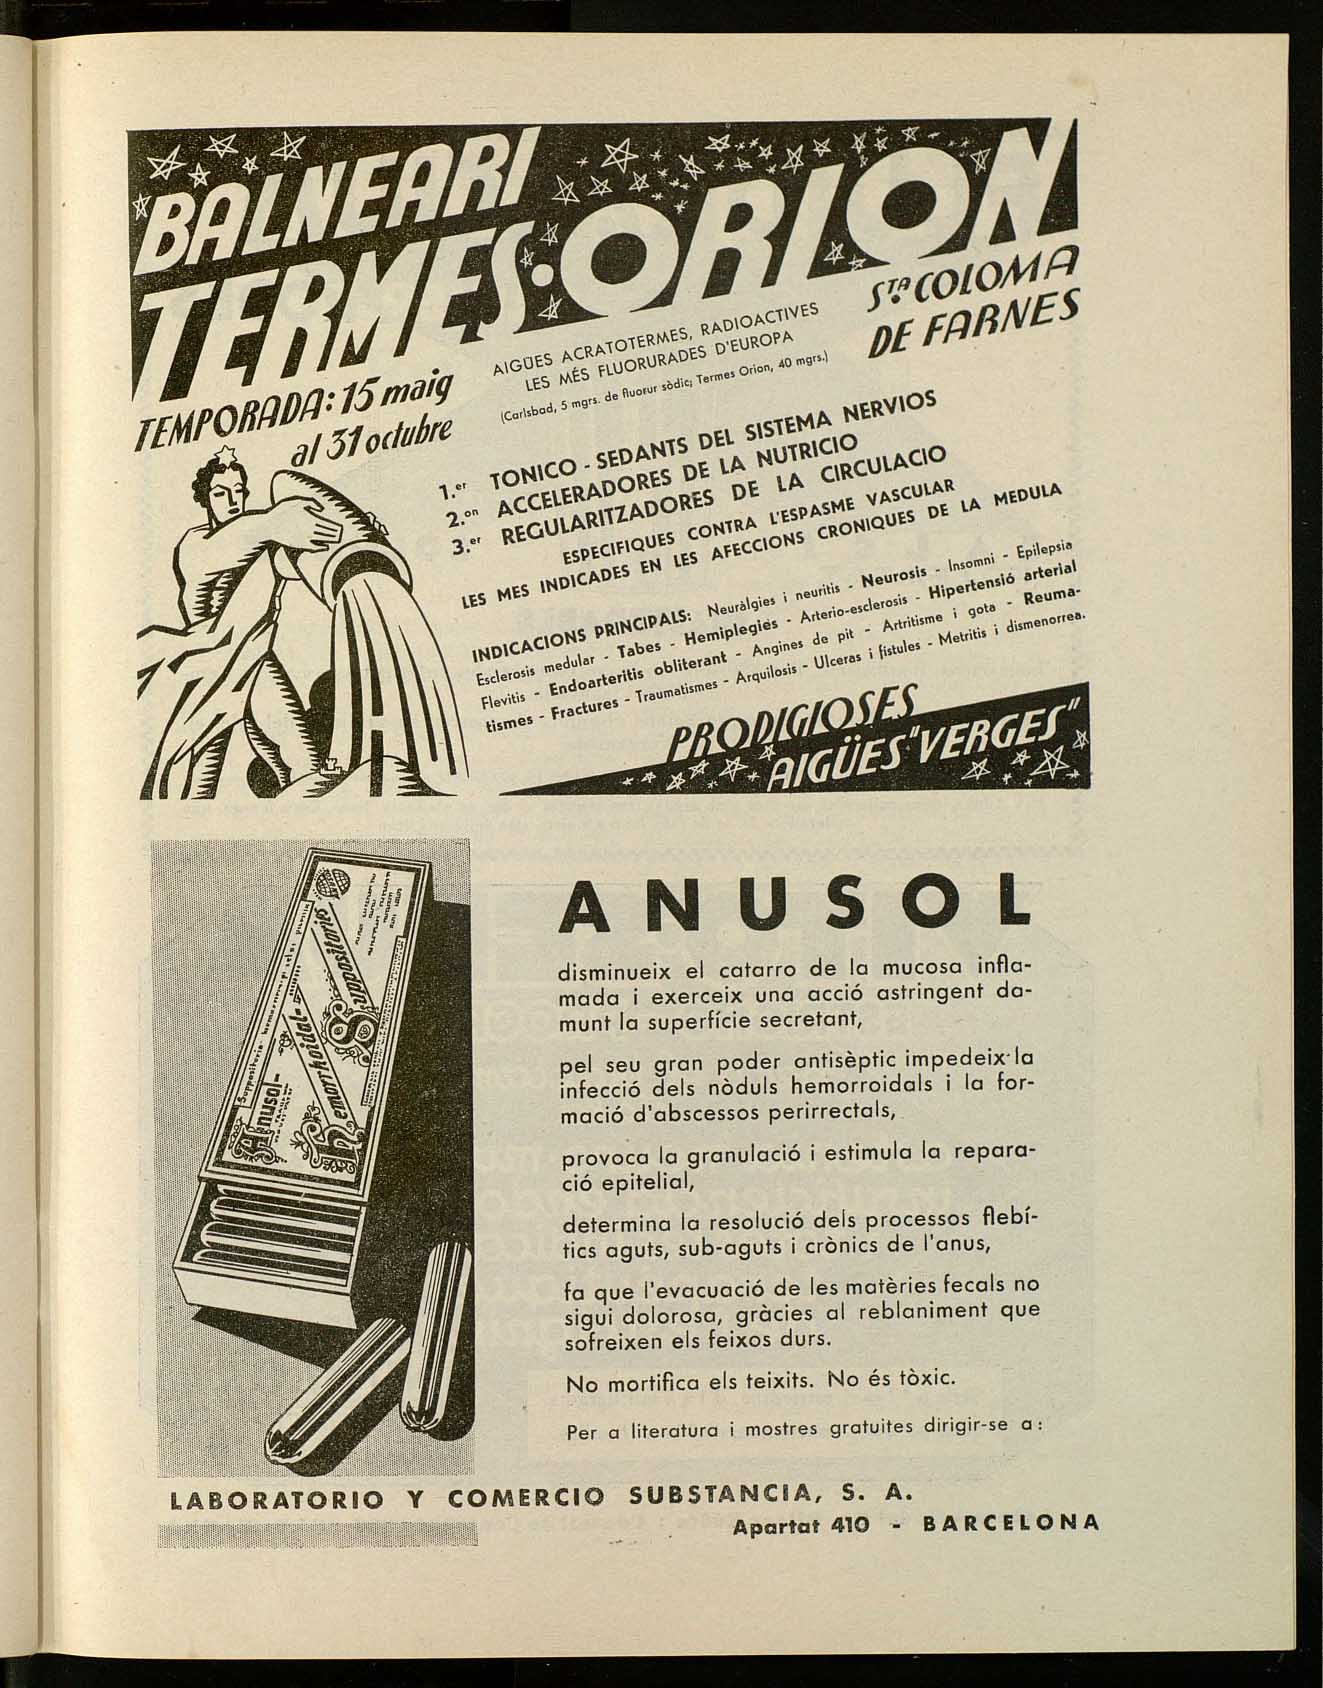 BALNEARI
TERMES·ORION
STA. COLOMA
DE FARNES
TEMPORADA: 15 maig
al 31 octubre
AIGÜES ACRATOTERMES, RADIOACTIVES
LES MÉS FLUORURADES D'EUROPA
(Carlsbad, 5 mgrs. de fluorur sòdic; Termes Orion, 40 mgrs.)
1.er TONICO - SEDANTS DEL SISTEMA NERVIOS
2.on ACCELERADORES DE LA NUTRICIO
3.er REGULARITZADORES DE LA CIRCULACIO
ESPECIFIQUES CONTRA L'ESPASME VASCULAR
LES MES INDICADES EN LES AFECCIONS CRONIQUES DE LA MEDULA
INDICACIONS PRINCIPALS: Neuràlgies i neuritis - Neurosis - Insomni - Epilepsia
Esclerosis medular - Tabes - Hemiplegies - Arterio-esclerosis - Hipertensió arterial
Flevitis - Endoarteritis obliterant - Angines de pit - Artritisme i gota - Reuma-
tismes - Fractures - Traumatismes - Arquilosis - Ulceras i fistules - Metritis i dismenorrea.
PRODIGIOSES
AIGÜES "VERGES"
Anusol-
Hemorrhoidal-
Suppositorien
ANUSOL
disminueix el catarro de la mucosa infla-
mada i exerceix una acció astringent da-
munt la superfície secretant,
pel seu gran poder antisèptic impedeix la
infecció dels nòduls hemorroidals i la for-
mació d'abscessos perirrectals,
provoca la granulació i estimula la repara-
ció epitelial,
determina la resolució dels processos flebí-
tics aguts, sub-aguts i crònics de l'anus,
fa que l'evacuació de les matèries fecals no
sigui dolorosa, gràcies al reblaniment que
sofreixen els feixos durs.
No mortifica els teixits. No és tòxic.
Per a literatura i mostres gratuites dirigir-se a:
LABORATORIO Y COMERCIO SUBSTANCIA, S. A.
Apartat 410 - BARCELONA